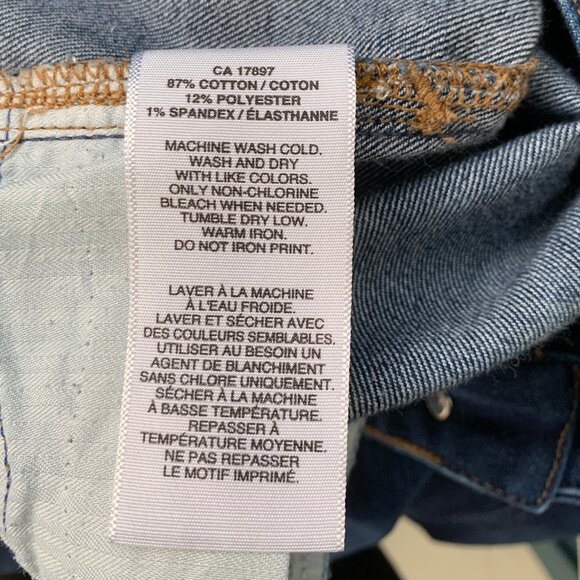 CA 17897
87% COTTON / COTON
12% POLYESTER
1% SPANDEX / ÉLASTHANNE
MACHINE WASH COLD.
WASH AND DRY
WITH LIKE COLORS.
ONLY NON-CHLORINE
BLEACH WHEN NEEDED.
TUMBLE DRY LOW.
WARM IRON.
DO NOT IRON PRINT.
LAVER À LA MACHINE
À L'EAU FROIDE.
LAVER ET SÉCHER AVEC
DES COULEURS SEMBLABLES.
UTILISER AU BESOIN UN
AGENT DE BLANCHIMENT
SANS CHLORE UNIQUEMENT.
SÉCHER À LA MACHINE
À BASSE TEMPÉRATURE.
REPASSER À
TEMPÉRATURE MOYENNE.
NE PAS REPASSER
LE MOTIF IMPRIMÉ.